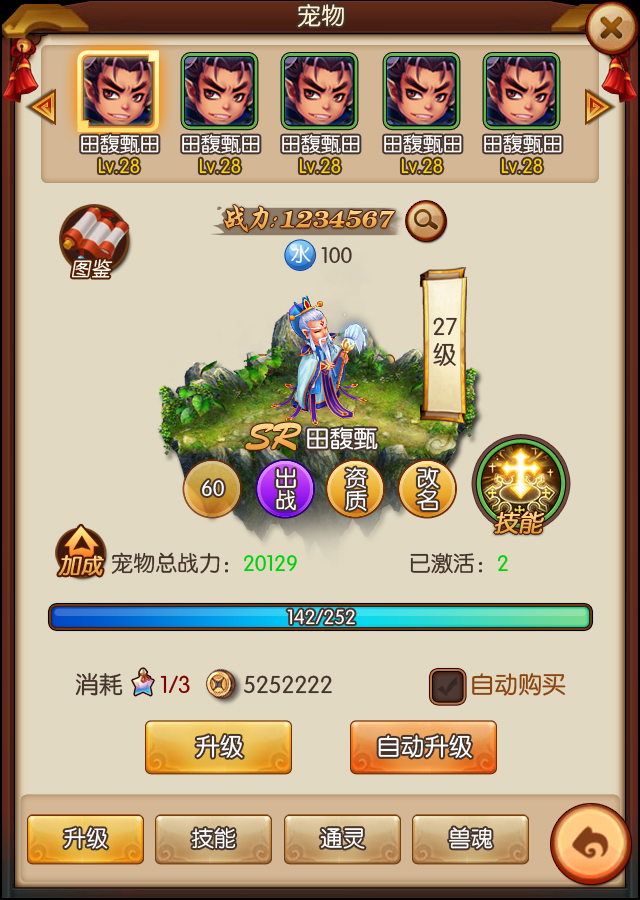 宠物
田馥甄田 田馥甄田 田馥甄田 田馥甄田 田馥甄田
Lv.28 Lv.28 Lv.28 Lv.28 Lv.28
战力:1234567
图鉴
水 100
27级
SR 田馥甄
60 出战 资质 改名 技能
加成 宠物总战力：20129 已激活：2
142/252
消耗 1/3 5252222 自动购买
升级 自动升级
升级 技能 通灵 兽魂